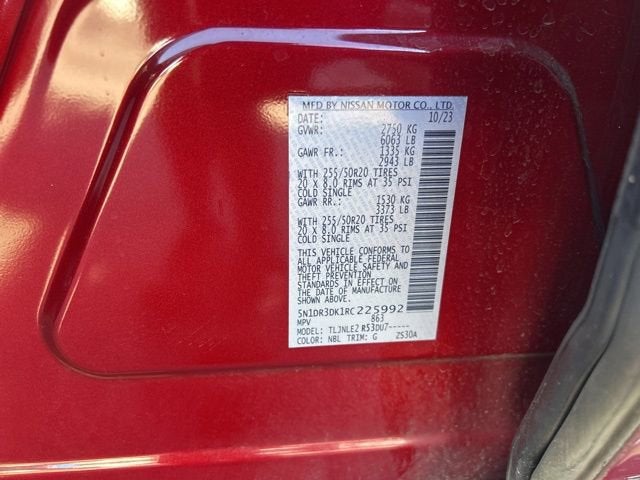 MFD BY NISSAN MOTOR CO., LTD.
DATE: 10/23
GVWR: 2750 KG
6063 LB
GAWR FR.: 1335 KG
2943 LB
WITH 255/50R20 TIRES
20 X 8.0 RIMS AT 35 PSI
COLD SINGLE
GAWR RR.: 1530 KG
3373 LB
WITH 255/50R20 TIRES
20 X 8.0 RIMS AT 35 PSI
COLD SINGLE
THIS VEHICLE CONFORMS TO
ALL APPLICABLE FEDERAL
MOTOR VEHICLE SAFETY AND
THEFT PREVENTION
STANDARDS IN EFFECT ON
THE DATE OF MANUFACTURE
SHOWN ABOVE.
5N1DR3DK1RC225992
MPV 863
MODEL: TLJNLE2 R53DU7-----
COLOR: NBL TRIM: G ZS30A